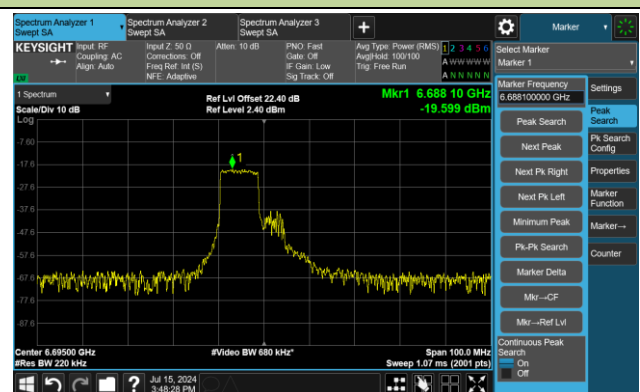 Spectrum Analyzer 1
Swept SA
Spectrum Analyzer 2
Swept SA
Spectrum Analyzer 3
Swept SA
+
Marker
KEYSIGHT
Input: RF
Coupling: AC
Align: Auto
Input Z: 50 Ω
Corrections: Off
Freq Ref: Int (S)
NFE: Adaptive
Atten: 10 dB
PNO: Fast
Gate: Off
IF Gain: Low
Sig Track: Off
Avg Type: Power (RMS)
Avg|Hold: 100/100
Trig: Free Run
1 2 3 4 5 6
A W W W W W
A N N N N N
Select Marker
Marker 1
LXI
1 Spectrum
Scale/Div 10 dB
Log
Ref Lvl Offset 22.40 dB
Ref Level 2.40 dBm
Mkr1 6.688 10 GHz
-19.599 dBm
1
-7.60
-17.6
-27.6
-37.6
-47.6
-57.6
-67.6
-77.6
-87.6
Center 6.69500 GHz
#Res BW 220 kHz
#Video BW 680 kHz*
Span 100.0 MHz
Sweep 1.07 ms (2001 pts)
Marker Frequency
6.688100000 GHz
Peak Search
Next Peak
Next Pk Right
Next Pk Left
Minimum Peak
Pk-Pk Search
Marker Delta
Mkr→CF
Mkr→Ref Lvl
Continuous Peak
Search
On
Off
Settings
Peak
Search
Pk Search
Config
Properties
Marker
Function
Marker→
Counter
?
Jul 15, 2024
3:48:28 PM